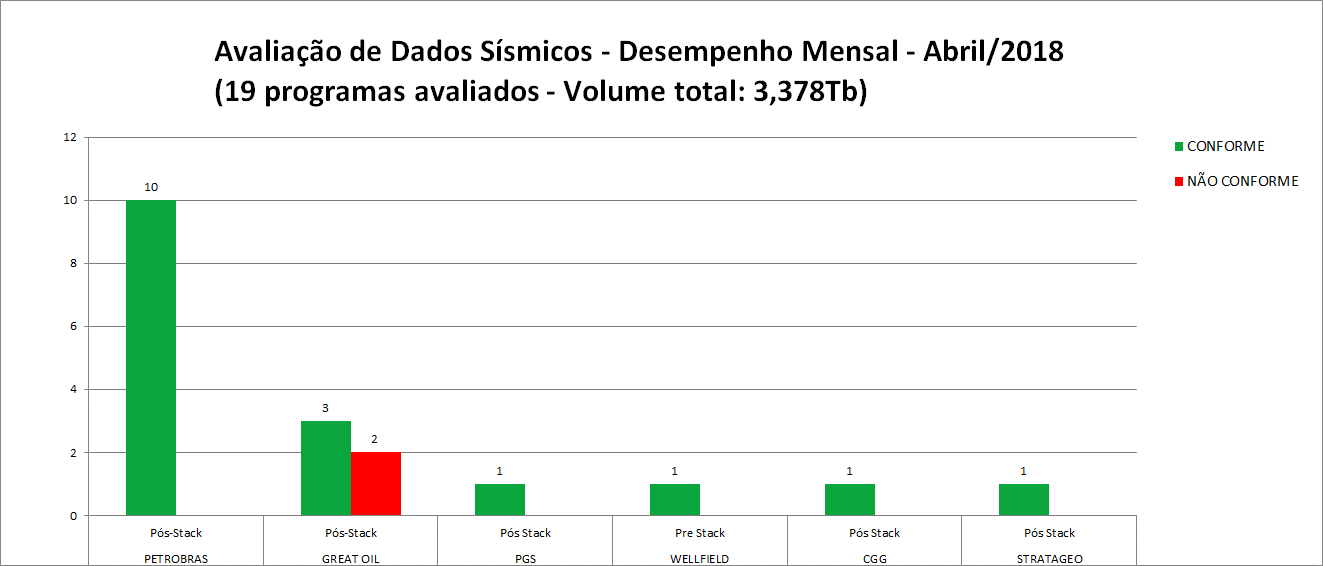 Avaliação de Dados Sísmicos - Desempenho Mensal - Abril/2018
(19 programas avaliados - Volume total: 3,378Tb)
12
10
8
6
4
2
0
10
3
2
1
1
1
1
CONFORME
NÃO CONFORME
Pós-Stack Pós-Stack Pós Stack Pre Stack Pós Stack Pós Stack
PETROBRAS GREAT OIL PGS WELLFIELD CGG STRATAGEO